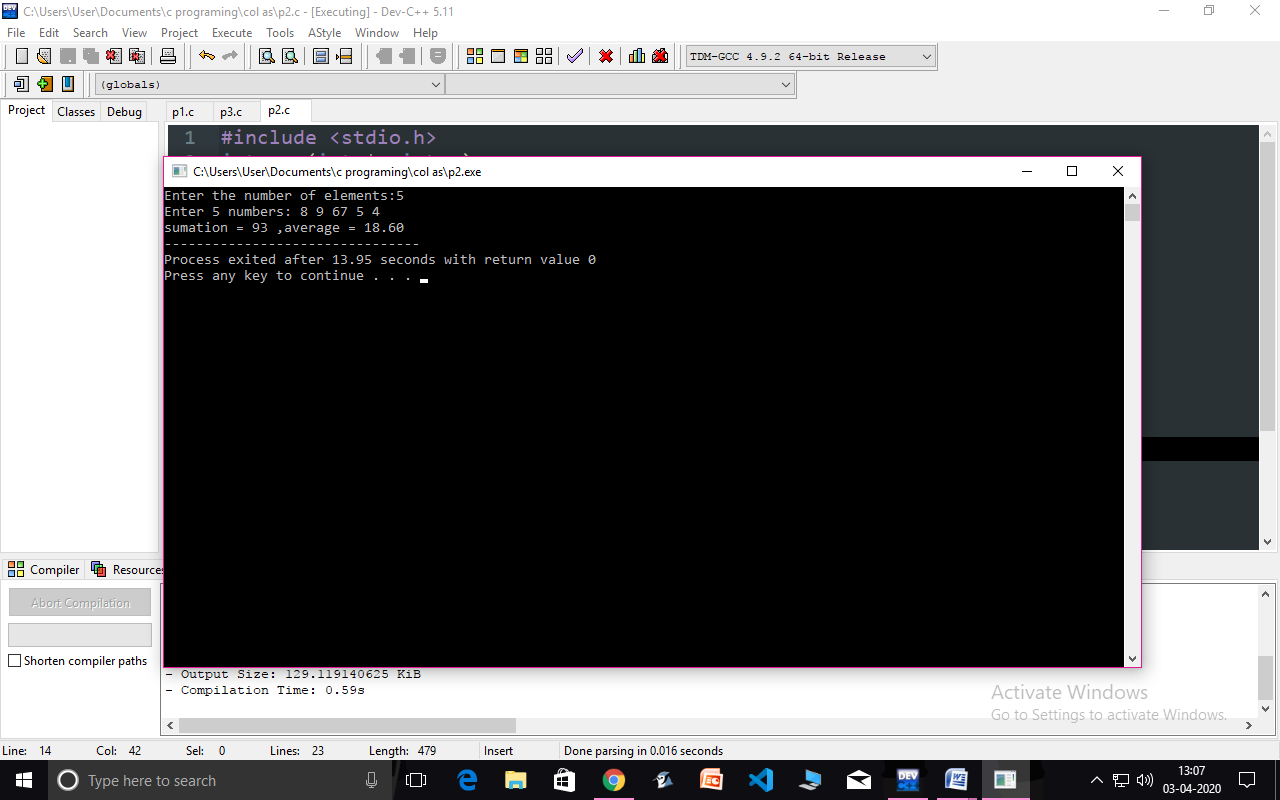 C:\Users\User\Documents\c programing\col as\p2.c - [Executing] - Dev-C++ 5.11
File Edit Search View Project Execute Tools AStyle Window Help
TDM-GCC 4.9.2 64-bit Release
(globals)
Project Classes Debug p1.c p3.c p2.c
1 #include <stdio.h>
C:\Users\User\Documents\c programing\col as\p2.exe
Enter the number of elements:5
Enter 5 numbers: 8 9 67 5 4
sumation = 93 ,average = 18.60
--------------------------------
Process exited after 13.95 seconds with return value 0
Press any key to continue . . .
Compiler Resources
Abort Compilation
Shorten compiler paths
- Output Size: 129.119140625 KiB
- Compilation Time: 0.59s
Activate Windows
Go to Settings to activate Windows.
Line: 14 Col: 42 Sel: 0 Lines: 23 Length: 479 Insert Done parsing in 0.016 seconds
Type here to search
13:07
03-04-2020